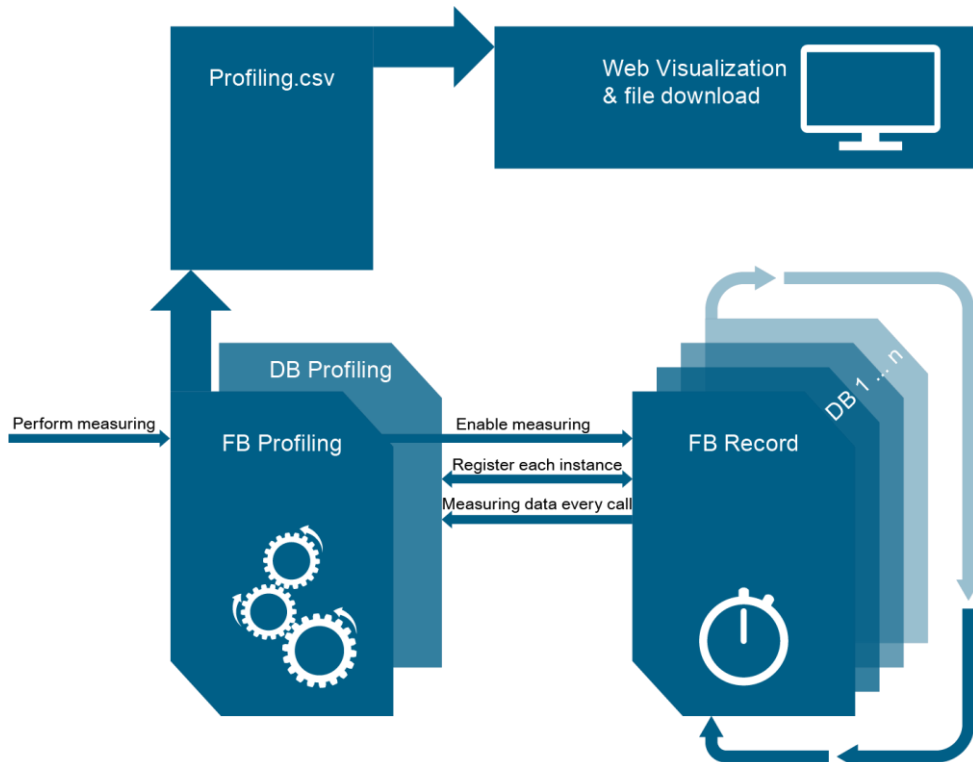 Profiling.csv
Web Visualization
& file download
DB Profiling
DB 1 ... n
Perform measuring
FB Profiling
Enable measuring
FB Record
Register each instance
Measuring data every call